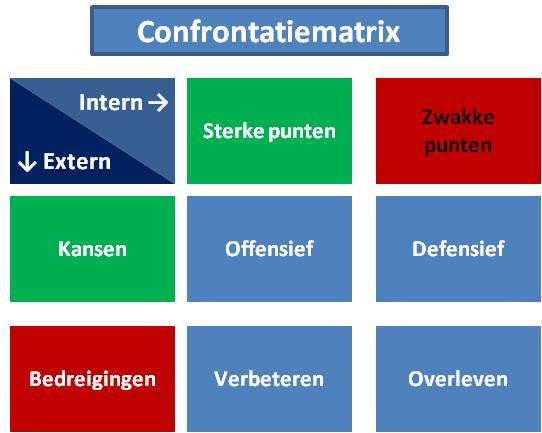 Confrontatiematrix
Intern →
↓ Extern
Sterke punten
Zwakke
punten
Kansen
Offensief
Defensief
Bedreigingen
Verbeteren
Overleven